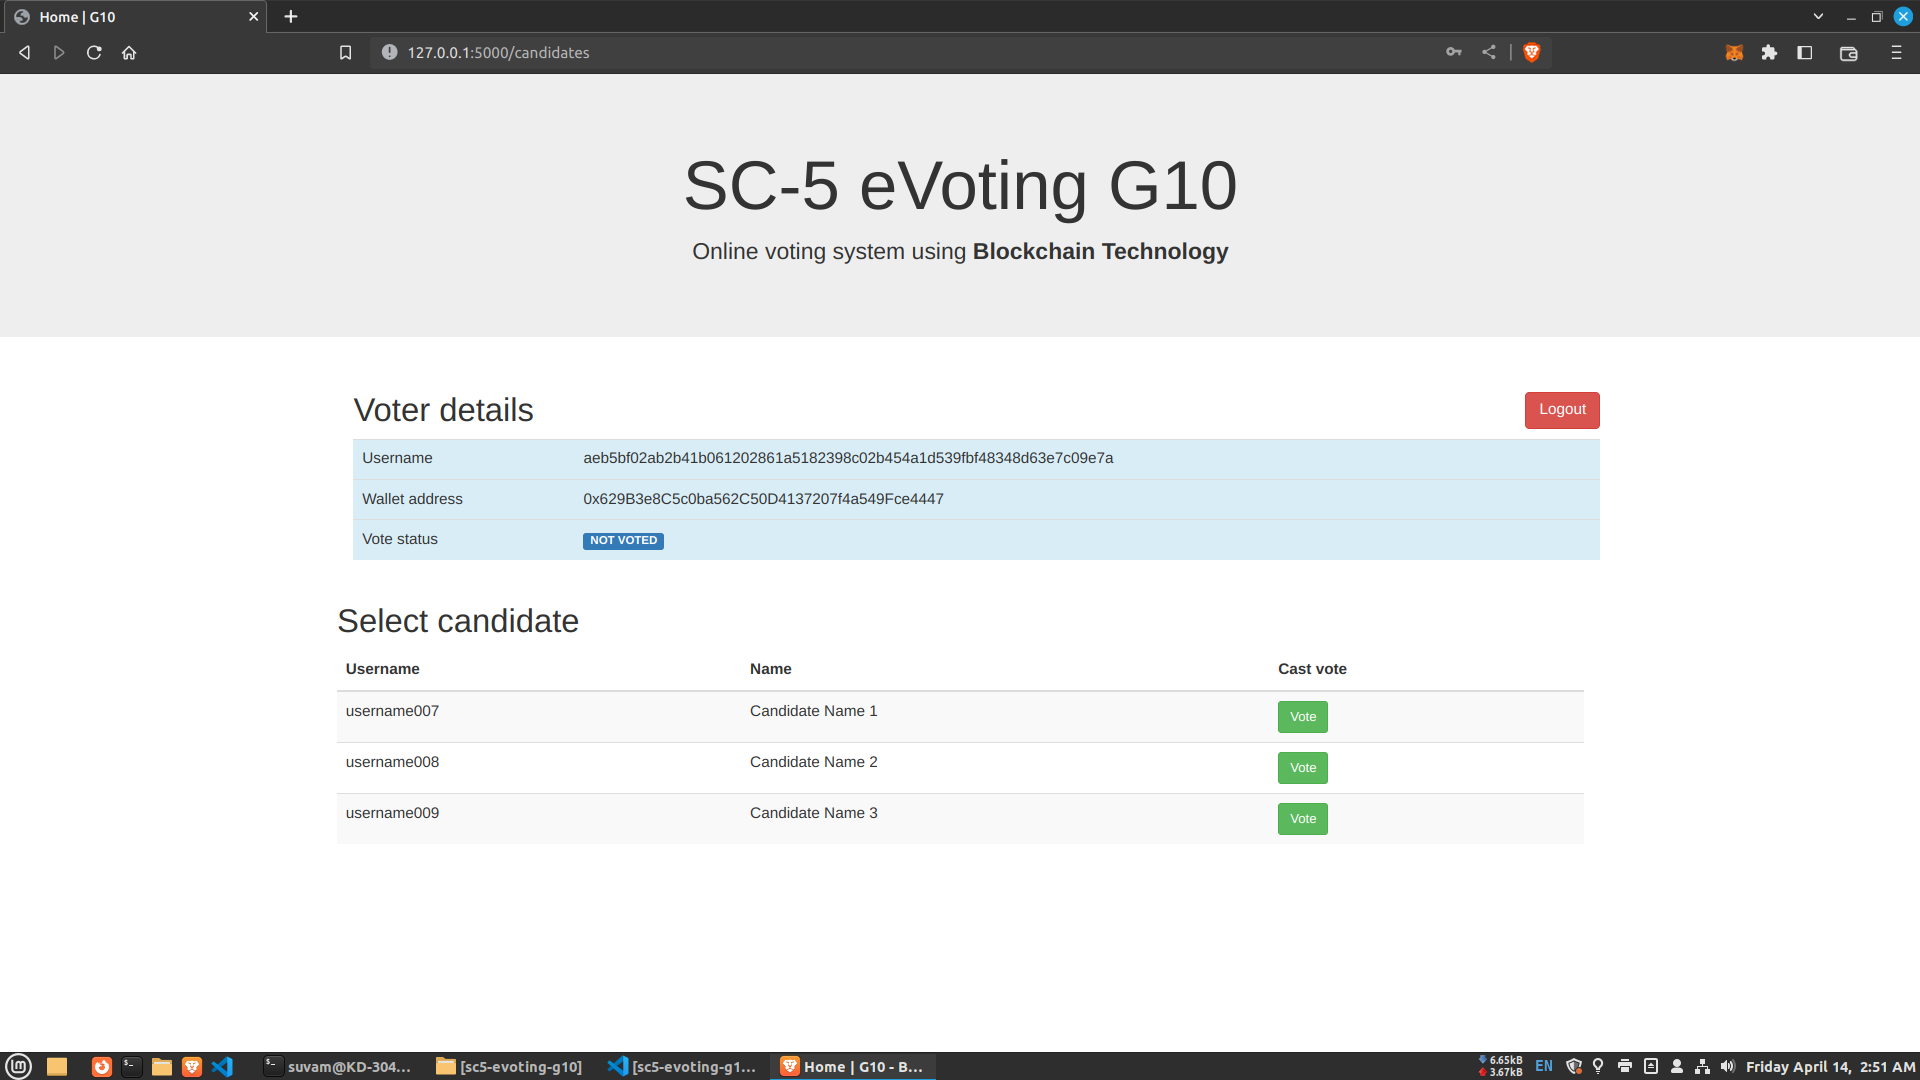 Home | G10
127.0.0.1:5000/candidates
SC-5 eVoting G10
Online voting system using Blockchain Technology
Voter details
Logout
Username aeb5bf02ab2b41b061202861a5182398c02b454a1d539fbf48348d63e7c09e7a
Wallet address 0x629B3e8C5c0ba562C50D4137207f4a549Fce4447
Vote status NOT VOTED
Select candidate
Username Name Cast vote
username007 Candidate Name 1 Vote
username008 Candidate Name 2 Vote
username009 Candidate Name 3 Vote
suvam@KD-304... [sc5-evoting-g10] [sc5-evoting-g1... Home | G10 - B... 6.65kB EN Friday April 14, 2:51 AM
3.67kB